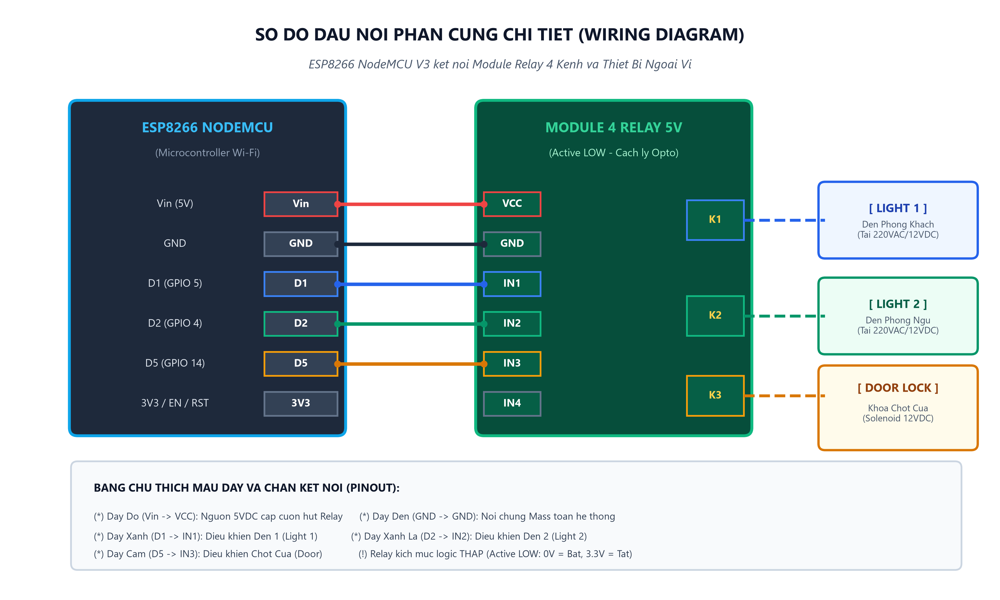 SO DO DAU NOI PHAN CUNG CHI TIET (WIRING DIAGRAM)
ESP8266 NodeMCU V3 ket noi Module Relay 4 Kenh va Thiet Bi Ngoai Vi
ESP8266 NODEMCU
(Microcontroller Wi-Fi)
Vin (5V)
Vin
GND
GND
D1 (GPIO 5)
D1
D2 (GPIO 4)
D2
D5 (GPIO 14)
D5
3V3 / EN / RST
3V3
MODULE 4 RELAY 5V
(Active LOW - Cach ly Opto)
VCC
GND
IN1
IN2
IN3
IN4
K1
K2
K3
[ LIGHT 1 ]
Den Phong Khach
(Tai 220VAC/12VDC)
[ LIGHT 2 ]
Den Phong Ngu
(Tai 220VAC/12VDC)
[ DOOR LOCK ]
Khoa Chot Cua
(Solenoid 12VDC)
BANG CHU THICH MAU DAY VA CHAN KET NOI (PINOUT):
(*) Day Do (Vin -> VCC): Nguon 5VDC cap cuon hut Relay (*) Day Den (GND -> GND): Noi chung Mass toan he thong
(*) Day Xanh (D1 -> IN1): Dieu khien Den 1 (Light 1) (*) Day Xanh La (D2 -> IN2): Dieu khien Den 2 (Light 2)
(*) Day Cam (D5 -> IN3): Dieu khien Chot Cua (Door) (!) Relay kich muc logic THAP (Active LOW: 0V = Bat, 3.3V = Tat)